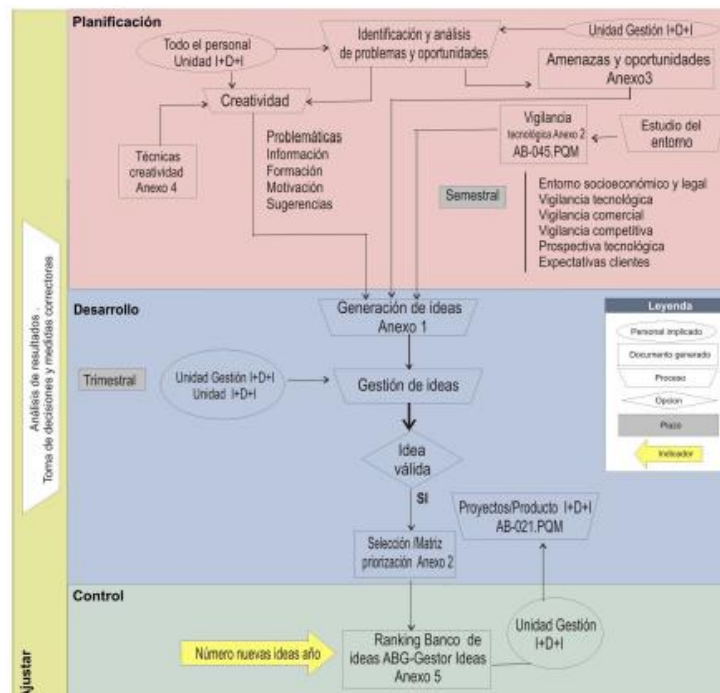 Planificación
Todo el personal
Unidad I+D+I
Identificación y análisis
de problemas y oportunidades
Unidad Gestión I+D+I
Amenazas y oportunidades
Anexo3
Creatividad
Técnicas
creatividad
Anexo 4
Problemáticas
Información
Formación
Motivación
Sugerencias
Vigilancia
tecnológica Anexo 2
AB-045.PQM
Estudio del
entorno
Semestral
Entorno socioeconómico y legal
Vigilancia tecnológica
Vigilancia comercial
Vigilancia competitiva
Prospectiva tecnológica
Expectativas clientes
Análisis de resultados .
Toma de decisiones y medidas correctoras
Ajustar
Desarrollo
Generación de ideas
Anexo 1
Trimestral
Unidad Gestión I+D+I
Unidad I+D+I
Gestión de ideas
Idea
válida
SI
Selección /Matriz
priorización Anexo 2
Proyectos/Producto I+D+I
AB-021.PQM
Leyenda
Personal implicado
Documento generado
Proceso
Opcion
Plazo
Indicador
Control
Número nuevas ideas año
Ranking Banco de
ideas ABG-Gestor Ideas
Anexo 5
Unidad Gestión
I+D+I